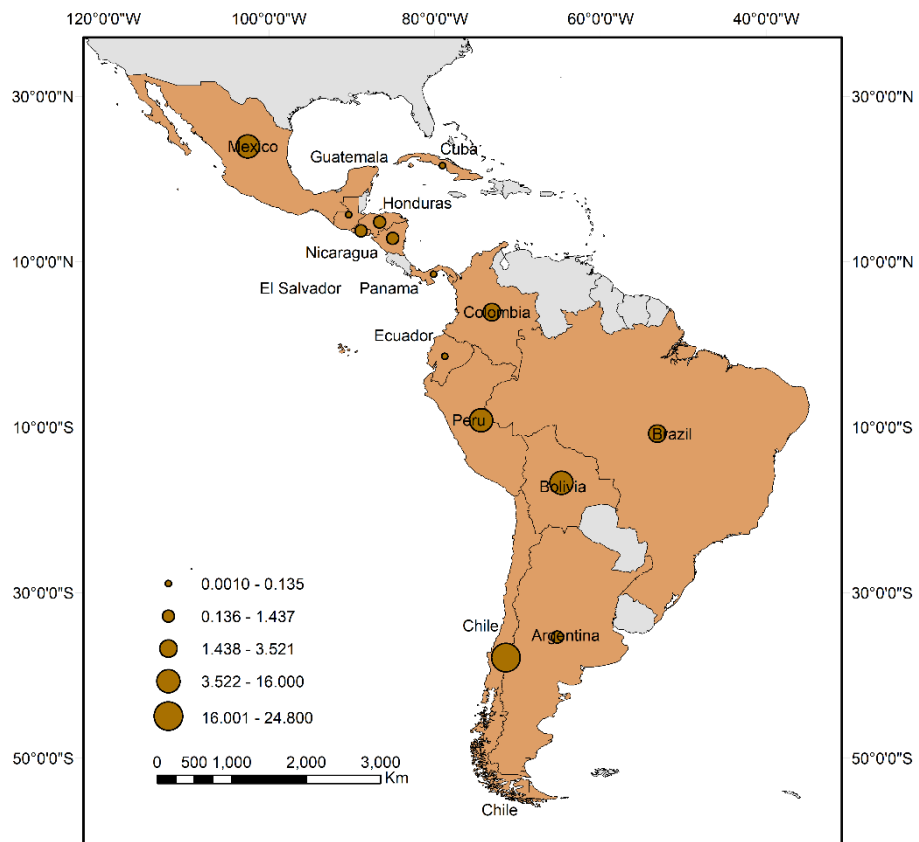 120°0'0"W 100°0'0"W 80°0'0"W 60°0'0"W 40°0'0"W
30°0'0"N 30°0'0"N
Mexico
Cuba
Guatemala
Honduras
Nicaragua
10°0'0"N 10°0'0"N
El Salvador Panama
Colombia
Ecuador
Peru
10°0'0"S 10°0'0"S
Brazil
Bolivia
0.0010 - 0.135
30°0'0"S 30°0'0"S
0.136 - 1.437
Chile
Argentina
1.438 - 3.521
3.522 - 16.000
16.001 - 24.800
50°0'0"S 50°0'0"S
0 500 1,000 2,000 3,000
Km
Chile